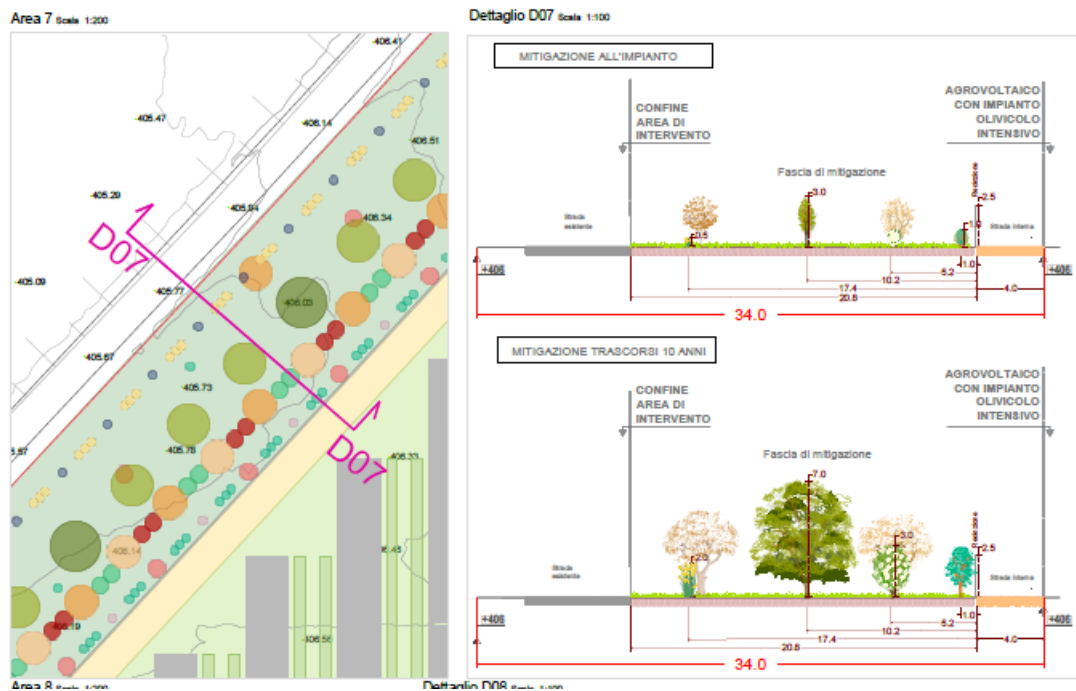 Area 7 Scala 1:200
406.41
405.47
406.14
406.51
405.29
405.94
406.34
D07
405.09
405.77
406.03
405.67
405.73
405.78
D07
406.33
406.14
406.45
406.19
406.56
Area 8 Scala 1:200
Dettaglio D07 Scala 1:100
MITIGAZIONE ALL'IMPIANTO
CONFINE
AREA DI
INTERVENTO
AGROVOLTAICO
CON IMPIANTO
OLIVICOLO
INTENSIVO
Fascia di mitigazione
Recinzione
3.0
2.5
0.5
Strada
esistente
Strada interna
+406
1.0
+406
5.2
10.2
17.4
4.0
20.8
34.0
MITIGAZIONE TRASCORSI 10 ANNI
CONFINE
AREA DI
INTERVENTO
AGROVOLTAICO
CON IMPIANTO
OLIVICOLO
INTENSIVO
Fascia di mitigazione
7.0
Recinzione
3.0
2.5
2.0
Strada
esistente
Strada interna
+406
1.0
+406
5.2
10.2
17.4
4.0
20.8
34.0
Dettaglio D08 Scala 1:100